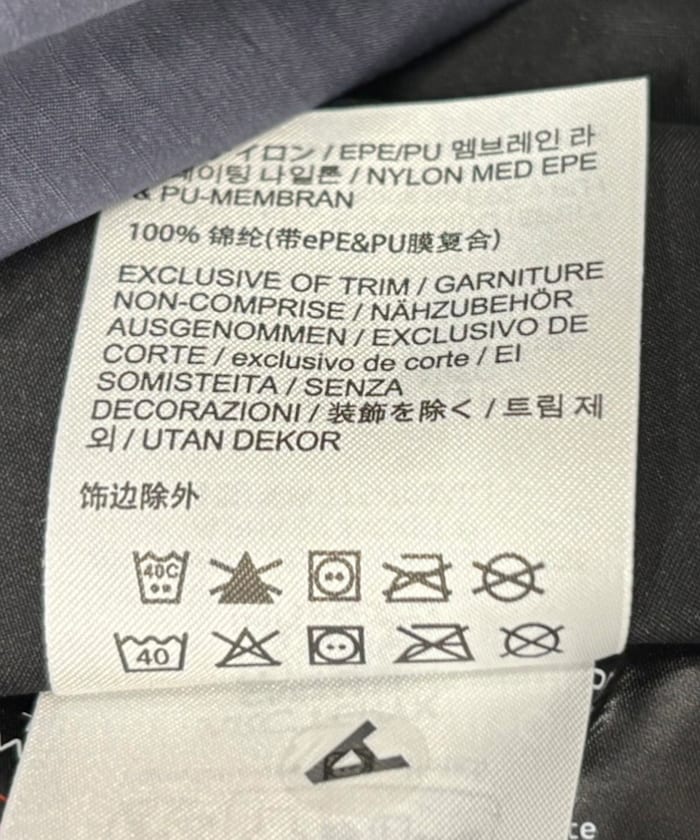 イロン / EPE/PU 멤브레인 라
이팅 나일론 / NYLON MED EPE
& PU-MEMBRAN
100% 锦纶(带ePE&PU膜复合)
EXCLUSIVE OF TRIM / GARNITURE
NON-COMPRISE / NÄHZUBEHÖR
AUSGENOMMEN / EXCLUSIVO DE
CORTE / exclusivo de corte / EI
SOMISTEITA / SENZA
DECORAZIONI / 装飾を除く / 트림 제
외 / UTAN DEKOR
饰边除外
40C
40